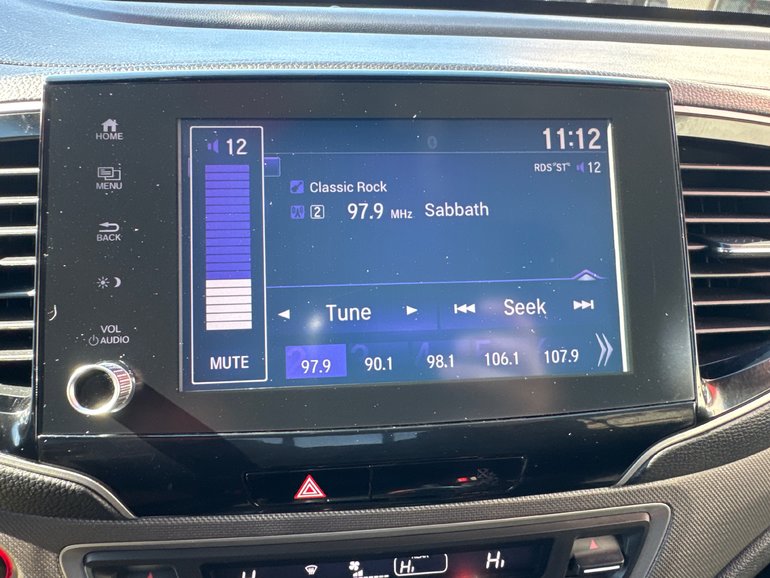 HOME
MENU
BACK
VOL
AUDIO
12
MUTE
11:12
RDS "ST" 12
Classic Rock
2 97.9 MHz Sabbath
Tune Seek
97.9 90.1 98.1 106.1 107.9
REAR
Hi Hi